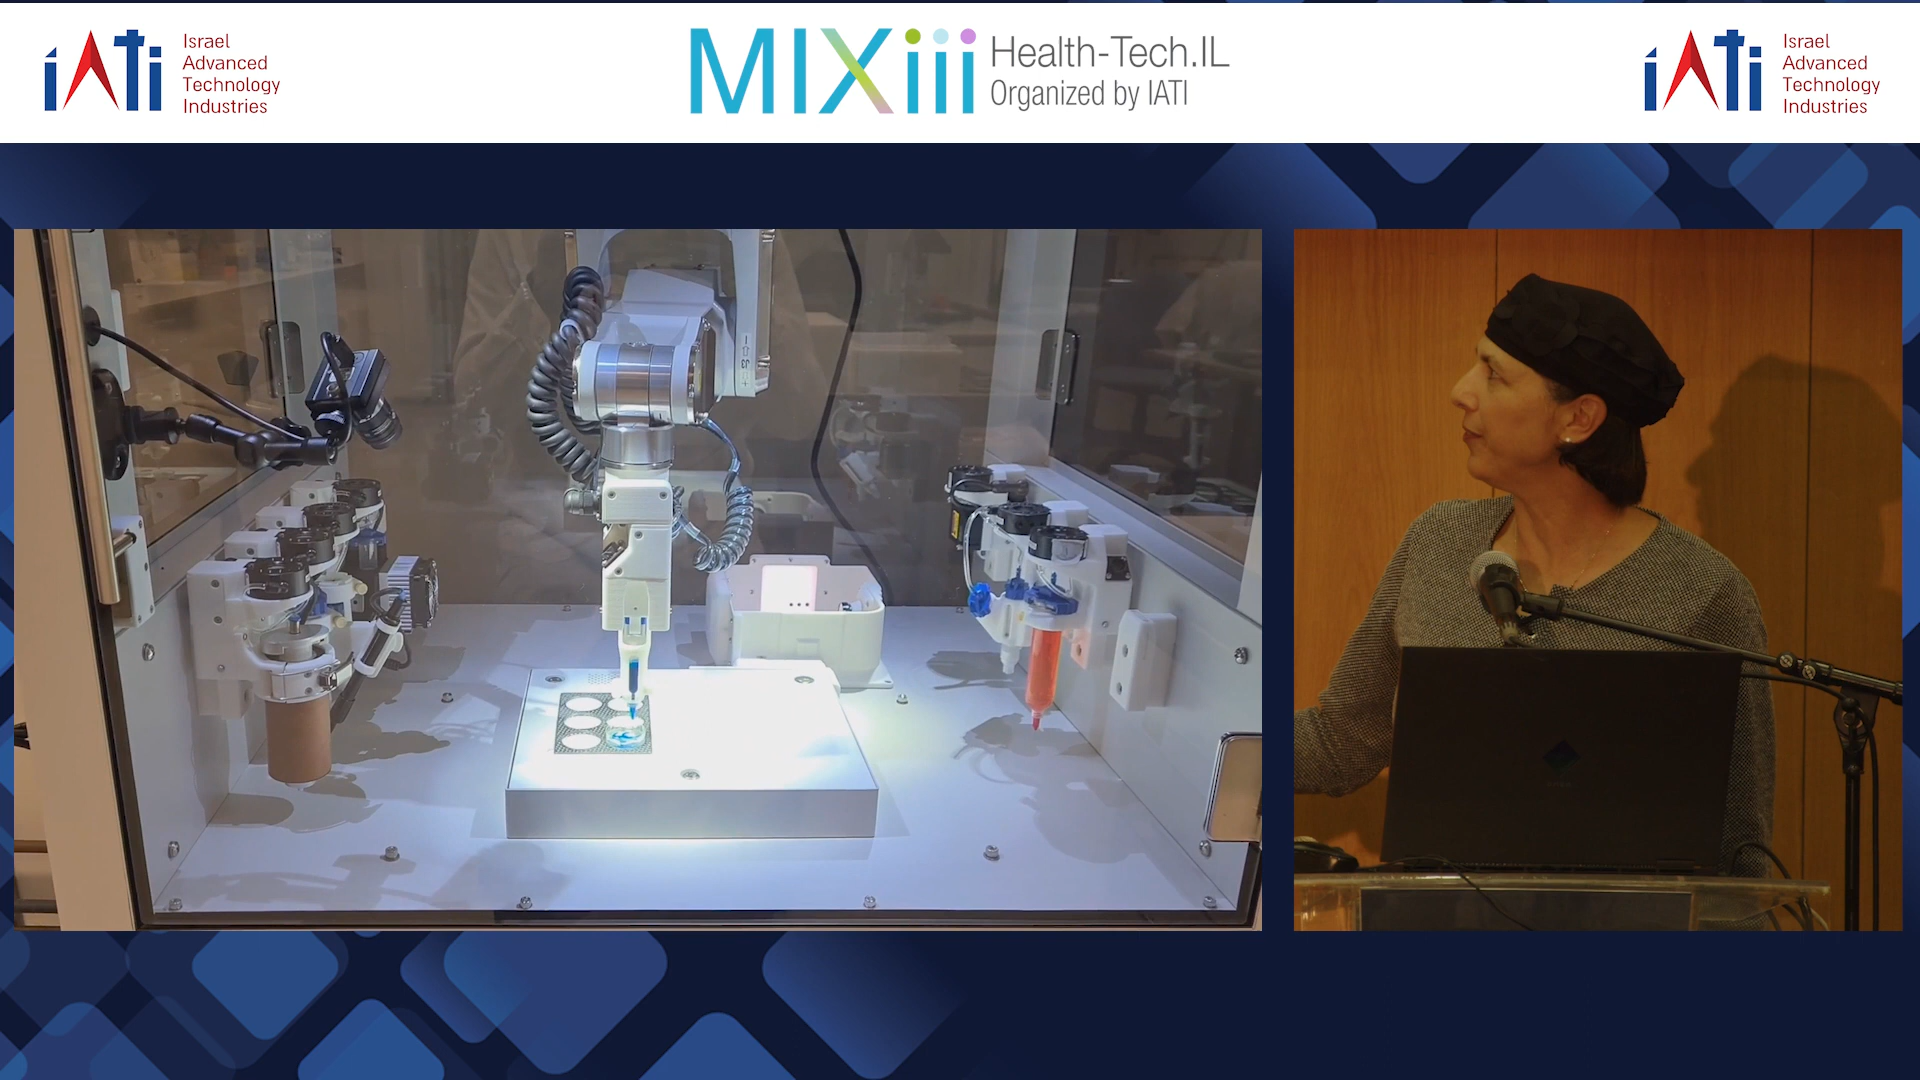 iATi
Israel
Advanced
Technology
Industries
MIXiii
Health-Tech.IL
Organized by IATI
iATi
Israel
Advanced
Technology
Industries